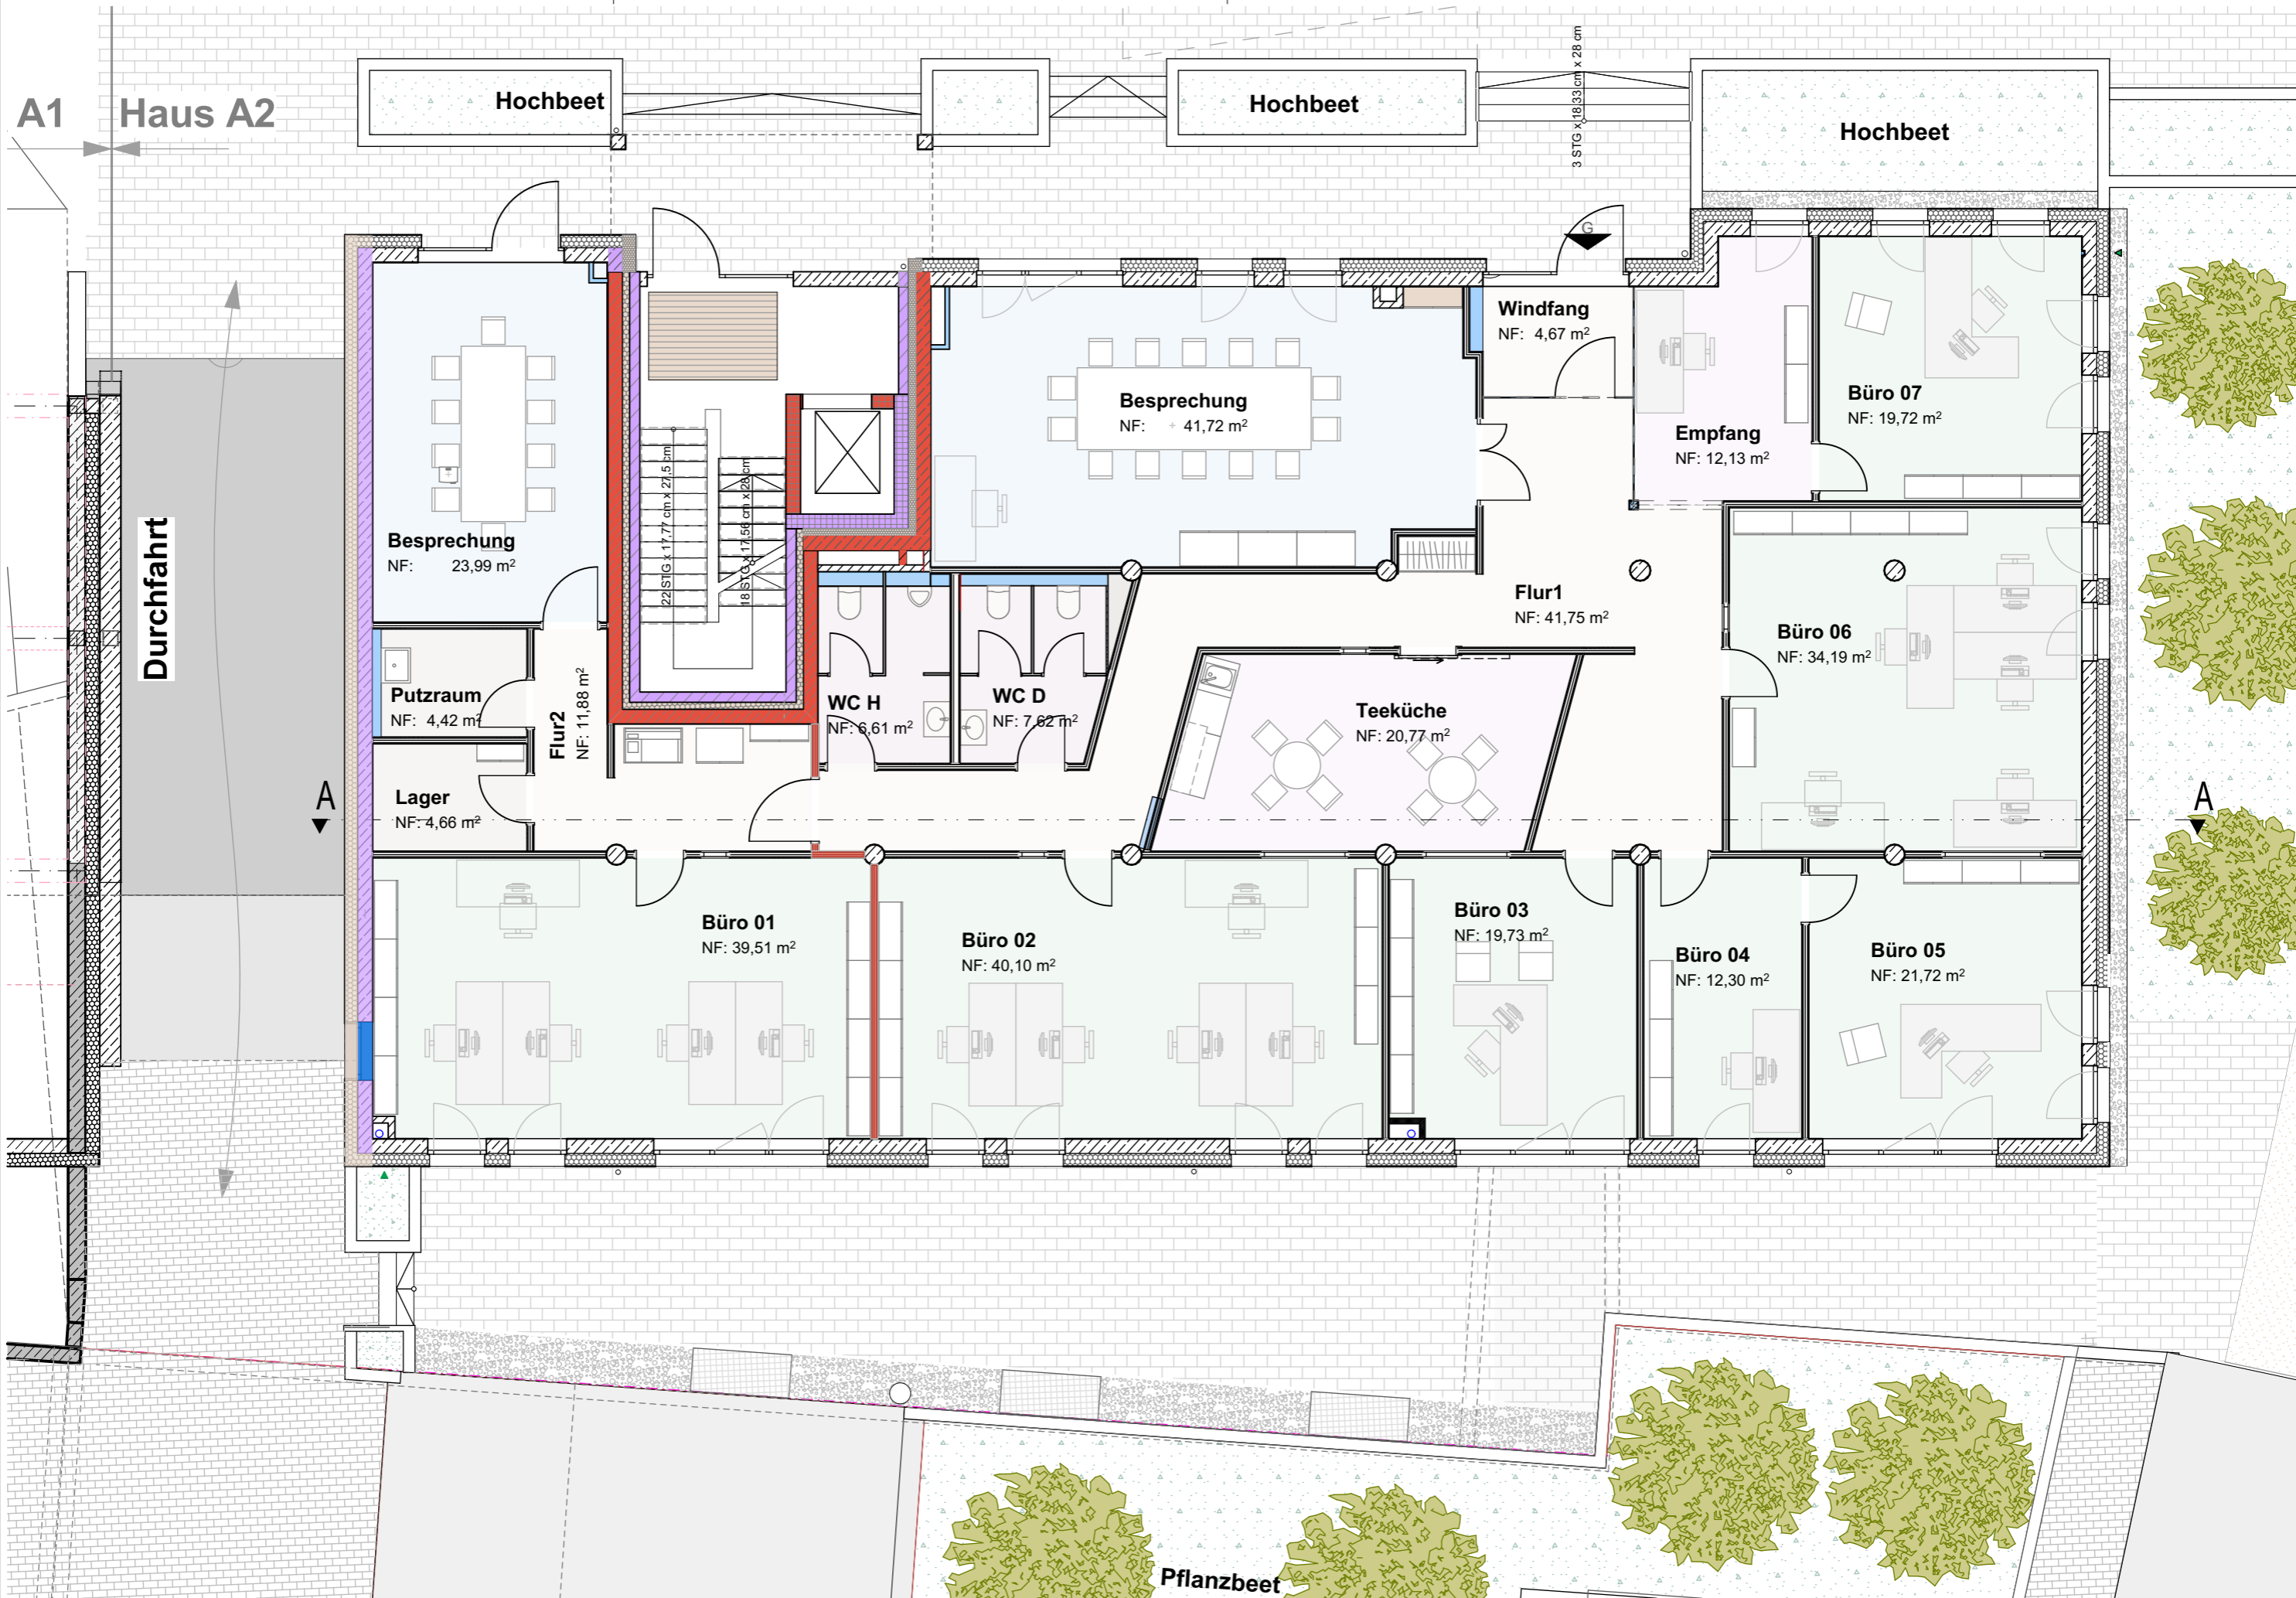 3 STG x 18,33 cm x 28 cm
A1
Haus A2
Hochbeet
Hochbeet
Hochbeet
G
Windfang
NF: 4,67 m²
Büro 07
NF: 19,72 m²
Besprechung
NF: 41,72 m²
Empfang
NF: 12,13 m²
Besprechung
NF: 23,99 m²
22 STG x 17,77 cm x 27,5 cm
18 STG x 17,56 cm x 28 cm
Durchfahrt
Flur1
NF: 41,75 m²
Büro 06
NF: 34,19 m²
Putzraum
NF: 4,42 m²
Flur2
NF: 11,88 m²
WC H
NF: 6,61 m²
WC D
NF: 7,62 m²
Teeküche
NF: 20,77 m²
A
Lager
NF: 4,66 m²
A
Büro 01
NF: 39,51 m²
Büro 02
NF: 40,10 m²
Büro 03
NF: 19,73 m²
Büro 04
NF: 12,30 m²
Büro 05
NF: 21,72 m²
Pflanzbeet